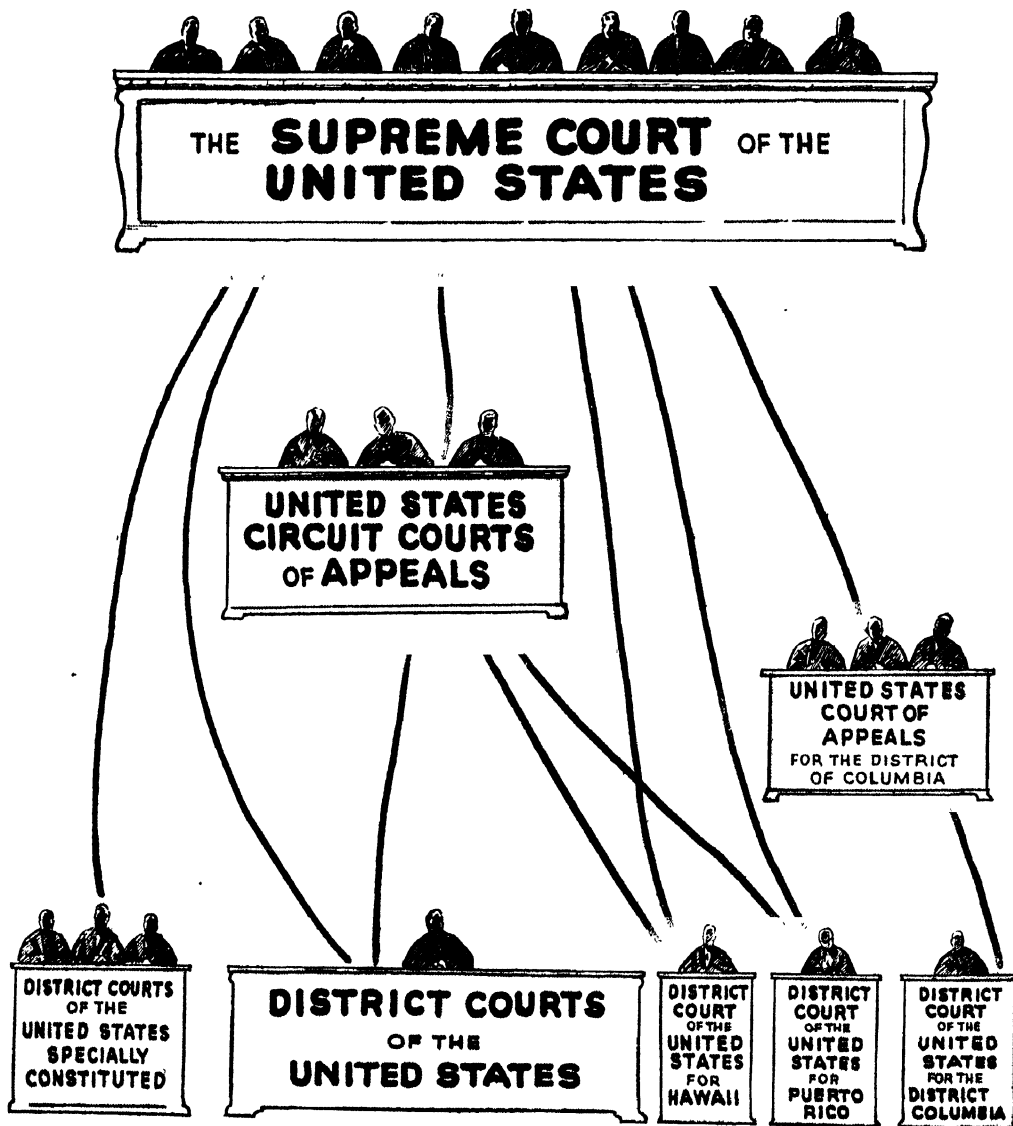 THE SUPREME COURT OF THE
UNITED STATES
UNITED STATES
CIRCUIT COURTS
OF APPEALS
UNITED STATES
COURT OF
APPEALS
FOR THE DISTRICT
OF COLUMBIA
DISTRICT COURTS
OF THE
UNITED STATES
SPECIALLY
CONSTITUTED
DISTRICT COURTS
OF THE
UNITED STATES
DISTRICT
COURT
OF THE
UNITED
STATES
FOR
HAWAII
DISTRICT
COURT
OF THE
UNITED
STATES
FOR
PUERTO
RICO
DISTRICT
COURT
OF THE
UNITED
STATES
FOR THE
DISTRICT
COLUMBIA